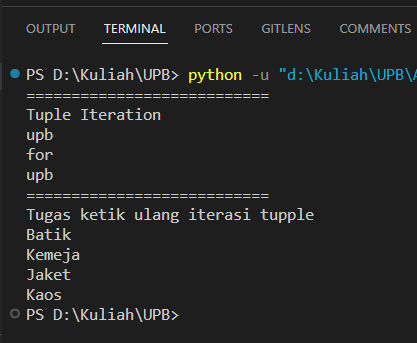 OUTPUT TERMINAL PORTS GITLENS COMMENTS
PS D:\Kuliah\UPB> python -u "d:\Kuliah\UPB\
===========================
Tuple Iteration
upb
for
upb
===========================
Tugas ketik ulang iterasi tupple
Batik
Kemeja
Jaket
Kaos
PS D:\Kuliah\UPB>